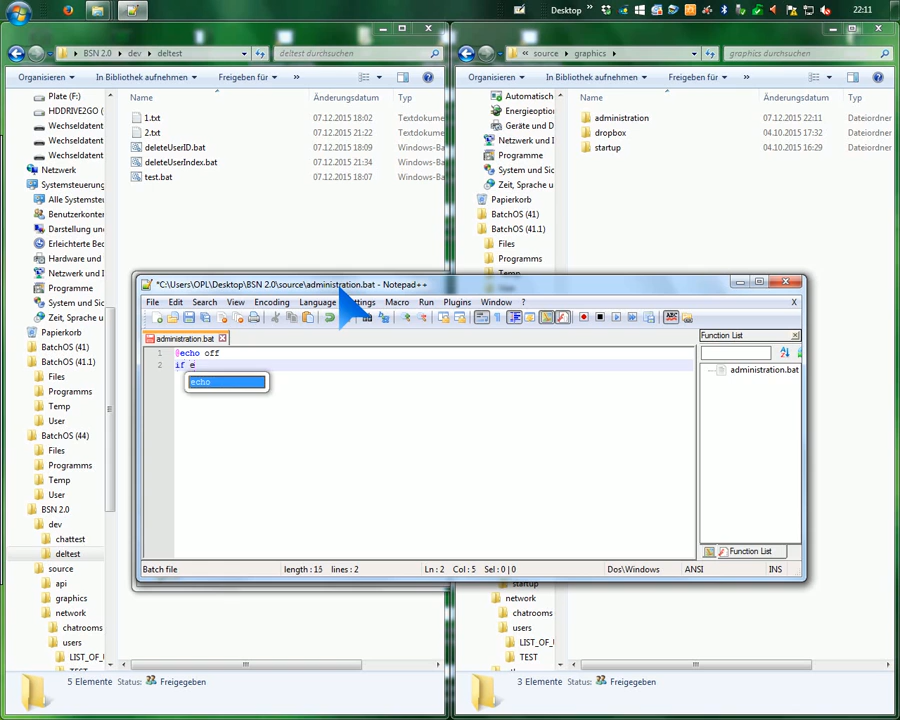 Desktop »
22:11
« BSN 2.0 ▸ dev ▸ deltest
deltest durchsuchen
Organisieren
In Bibliothek aufnehmen
Freigeben für
»
Plate (F:)
HDDRIVE2GO (
Wechseldatent
Wechseldatent
Wechseldatent
Netzwerk
Systemsteuerung
Alle Systemsteu
Benutzerkonter
Darstellung und
Erleichterte Bec
Hardware und
Netzwerk und I
Programme
System und Sic
Zeit, Sprache u
Papierkorb
BatchOS (41)
BatchOS (41.1)
Files
Programms
Temp
User
BatchOS (44)
Files
Programms
Temp
User
BSN 2.0
dev
chattest
deltest
source
api
graphics
network
chatrooms
users
LIST_OF_U
TEST
Name
Änderungsdatum
Typ
1.txt 07.12.2015 18:02 Textdokume
2.txt 07.12.2015 21:22 Textdokume
deleteUserID.bat 07.12.2015 18:09 Windows-Ba
deleteUserIndex.bat 07.12.2015 21:34 Windows-Ba
test.bat 07.12.2015 18:07 Windows-Ba
5 Elemente Status: Freigegeben
« source ▸ graphics
graphics durchsuchen
Organisieren
In Bibliothek aufnehmen
Freigeben für
»
Automatisch
Energieoption
Geräte und D
Netzwerk und
Programme
System und Sic
Zeit, Sprache u
Papierkorb
BatchOS (41)
BatchOS (41.1)
Files
Programms
Temp
startup
network
chatrooms
users
LIST_OF_U
TEST
Name
Änderungsdatum
Typ
administration 07.12.2015 22:11 Dateiordner
dropbox 04.10.2015 17:32 Dateiordner
startup 04.10.2015 16:29 Dateiordner
3 Elemente Status: Freigegeben
*C:\Users\OPL\Desktop\BSN 2.0\source\administration.bat - Notepad++
File Edit Search View Encoding Language Settings Macro Run Plugins Window ?
X
administration.bat
1 @echo off
2 if e
echo
Function List
administration.bat
Function List
Batch file length : 15 lines : 2 Ln : 2 Col : 5 Sel : 0 | 0 Dos\Windows ANSI INS